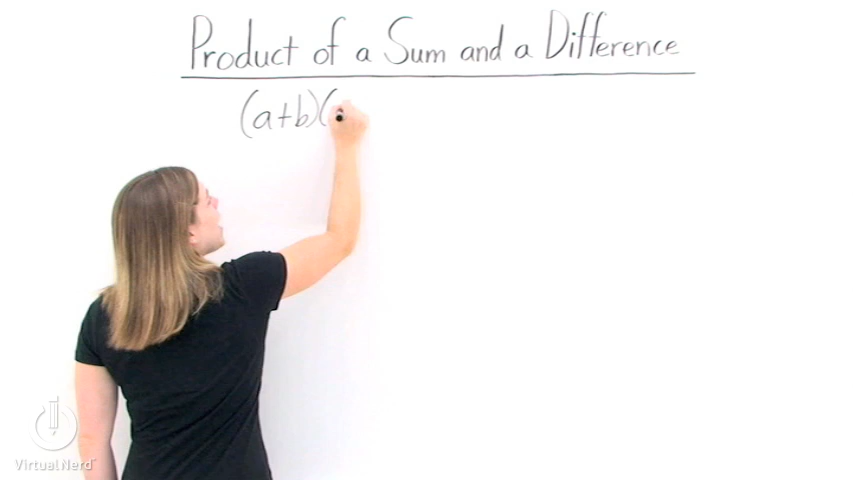 Product of a Sum and a Difference
(a+b)(
VirtualNerd